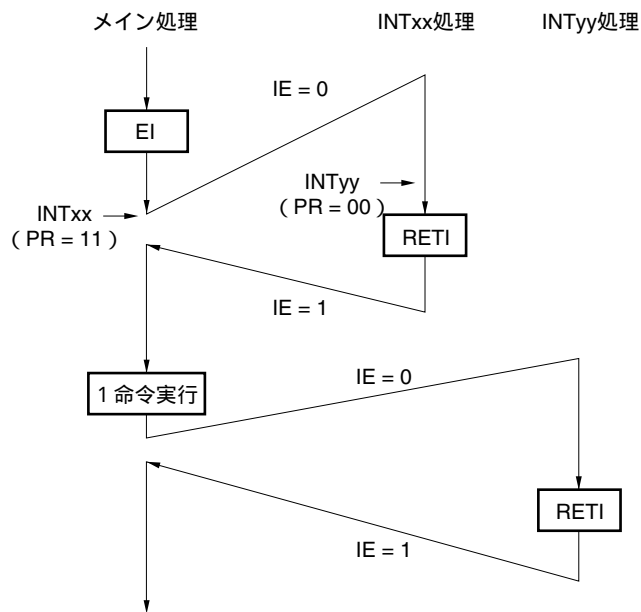 メイン処理
INTxx処理
INTyy処理
IE = 0
EI
INTyy
( PR = 00 )
INTxx
( PR = 11 )
RETI
IE = 1
IE = 0
1 命令実行
RETI
IE = 1